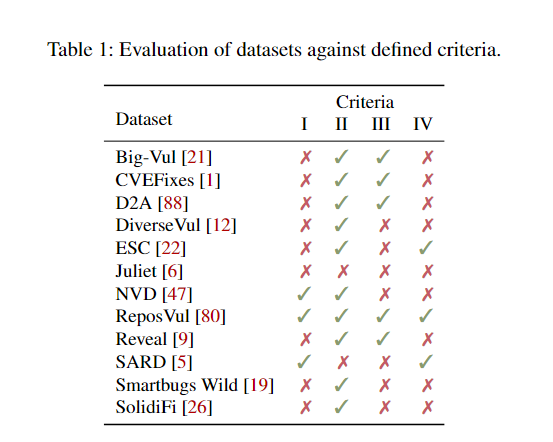 Table 1: Evaluation of datasets against defined criteria.
Criteria
Dataset I II III IV
Big-Vul [21] ✗ ✓ ✓ ✗
CVEFixes [1] ✗ ✓ ✓ ✗
D2A [88] ✗ ✓ ✓ ✗
DiverseVul [12] ✗ ✓ ✗ ✗
ESC [22] ✗ ✓ ✗ ✓
Juliet [6] ✗ ✗ ✗ ✗
NVD [47] ✓ ✓ ✗ ✗
ReposVul [80] ✓ ✓ ✓ ✓
Reveal [9] ✗ ✓ ✓ ✗
SARD [5] ✓ ✗ ✗ ✓
Smartbugs Wild [19] ✗ ✓ ✗ ✗
SolidiFi [26] ✗ ✓ ✗ ✗